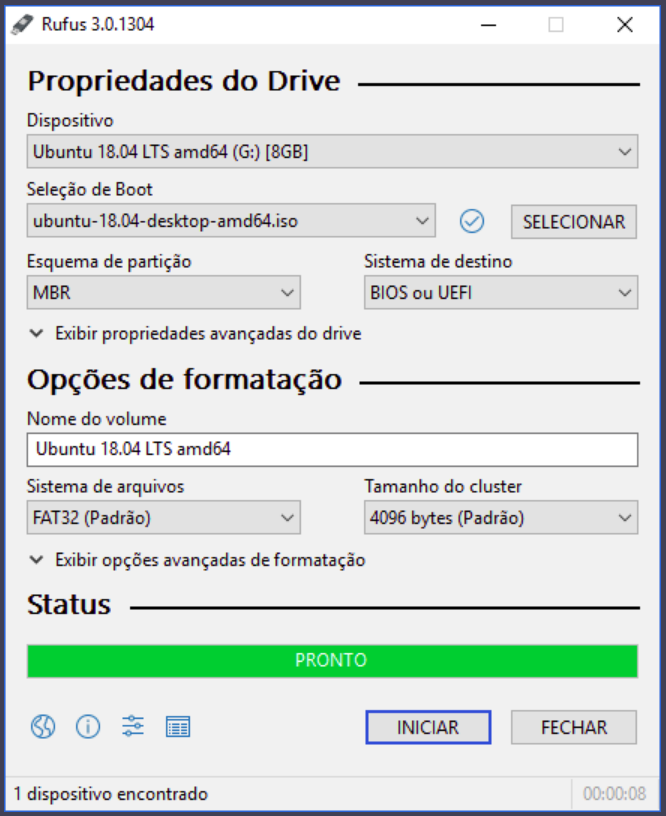 Rufus 3.0.1304
Propriedades do Drive
Dispositivo
Ubuntu 18.04 LTS amd64 (G:) [8GB]
Seleção de Boot
ubuntu-18.04-desktop-amd64.iso
SELECIONAR
Esquema de partição
Sistema de destino
MBR
BIOS ou UEFI
Exibir propriedades avançadas do drive
Opções de formatação
Nome do volume
Ubuntu 18.04 LTS amd64
Sistema de arquivos
Tamanho do cluster
FAT32 (Padrão)
4096 bytes (Padrão)
Exibir opções avançadas de formatação
Status
PRONTO
INICIAR
FECHAR
1 dispositivo encontrado
00:00:08